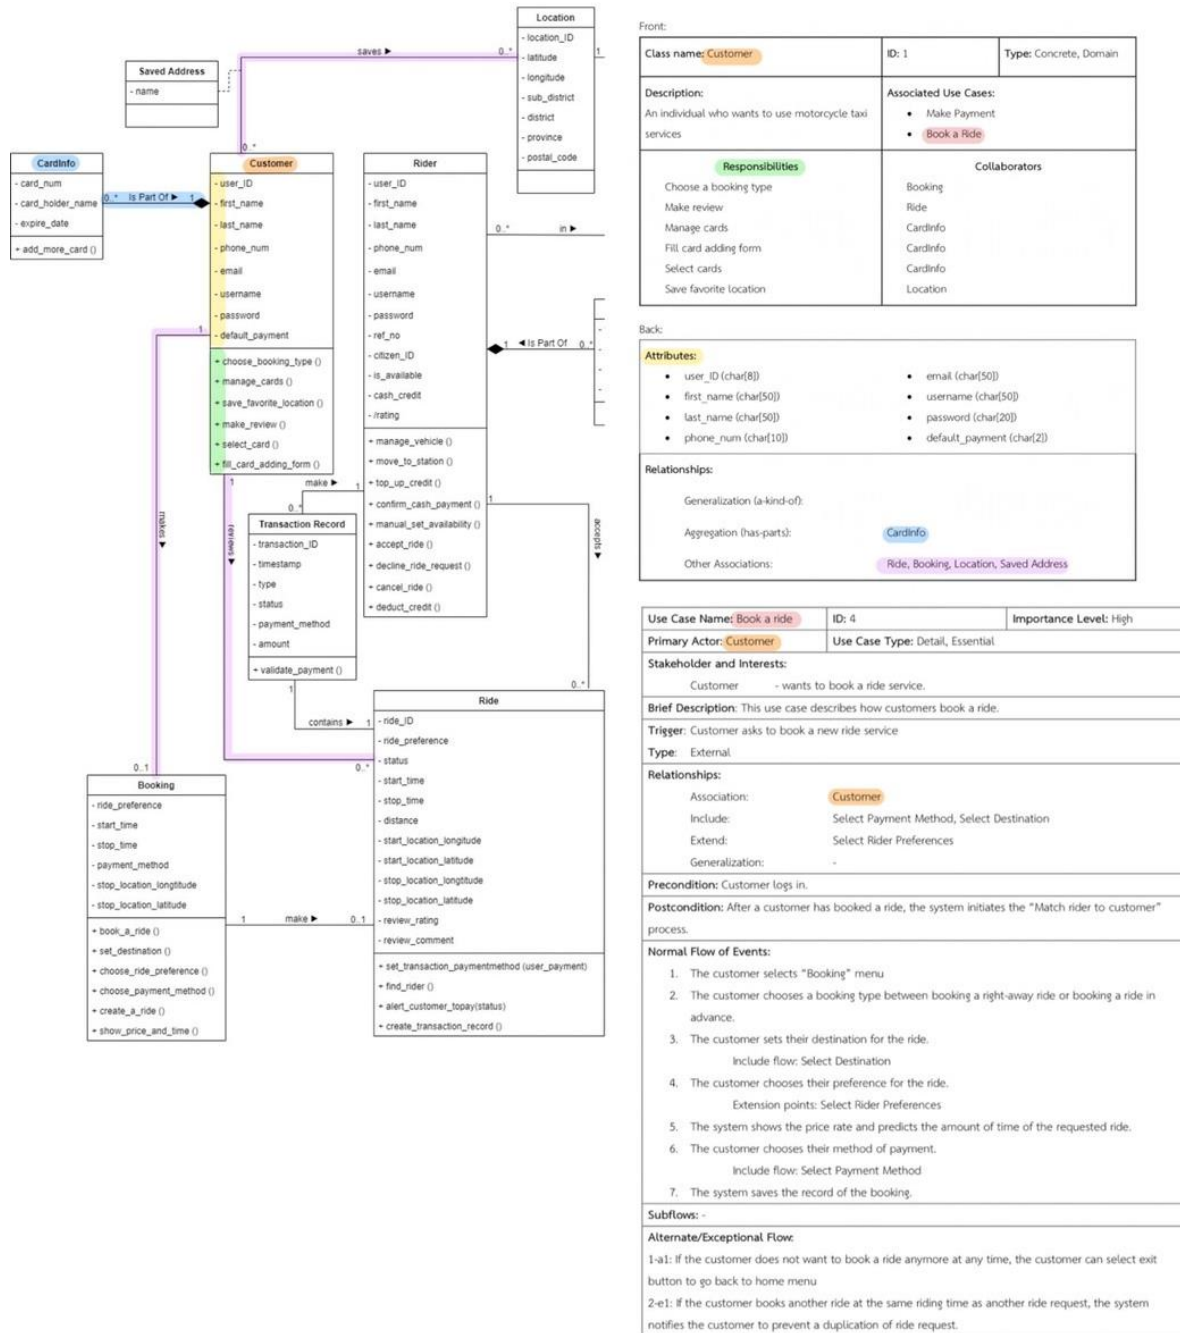 Location
- location_ID
- latitude
- longitude
- sub_district
- district
- province
- postal_code
saves ►
0..*
1
Saved Address
- name
0..*
CardInfo
- card_num
- card_holder_name
- expire_date
+ add_more_card ()
0..* Is Part Of ► 1
Customer
- user_ID
- first_name
- last_name
- phone_num
- email
- username
- password
- default_payment
+ choose_booking_type ()
+ manage_cards ()
+ save_favorite_location ()
+ make_review ()
+ select_card ()
+ fill_card_adding_form ()
Rider
- user_ID
- first_name
- last_name
- phone_num
- email
- username
- password
- ref_no
- citizen_ID
- is_available
- cash_credit
- /rating
+ manage_vehicle ()
+ move_to_station ()
+ top_up_credit ()
+ confirm_cash_payment ()
+ manual_set_availability ()
+ accept_ride ()
+ decline_ride_request ()
+ cancel_ride ()
+ deduct_credit ()
0..* in ►
1 ◄ Is Part Of 0..*
1
makes ►
0..1
1
reviews ►
0..*
make ► 1
0..*
1
accepts ►
0..*
Transaction Record
- transaction_ID
- timestamp
- type
- status
- payment_method
- amount
+ validate_payment ()
1
contains ► 1
Ride
- ride_ID
- ride_preference
- status
- start_time
- stop_time
- distance
- start_location_longitude
- start_location_latitude
- stop_location_longtitude
- stop_location_latitude
- review_rating
- review_comment
+ set_transaction_paymentmethod (user_payment)
+ find_rider ()
+ alert_customer_topay(status)
+ create_transaction_record ()
Booking
- ride_preference
- start_time
- stop_time
- payment_method
- stop_location_longtitude
- stop_location_latitude
+ book_a_ride ()
+ set_destination ()
+ choose_ride_preference ()
+ choose_payment_method ()
+ create_a_ride ()
+ show_price_and_time ()
1 make ► 0..1
Front:
Class name: Customer ID: 1 Type: Concrete, Domain
Description:
An individual who wants to use motorcycle taxi
services
Associated Use Cases:
• Make Payment
• Book a Ride
Responsibilities
Choose a booking type
Make review
Manage cards
Fill card adding form
Select cards
Save favorite location
Collaborators
Booking
Ride
CardInfo
CardInfo
CardInfo
Location
Back:
Attributes:
• user_ID (char[8])
• first_name (char[50])
• last_name (char[50])
• phone_num (char[10])
• email (char[50])
• username (char[50])
• password (char[20])
• default_payment (char[2])
Relationships:
Generalization (a-kind-of):
Aggregation (has-parts): CardInfo
Other Associations: Ride, Booking, Location, Saved Address
Use Case Name: Book a ride ID: 4 Importance Level: High
Primary Actor: Customer Use Case Type: Detail, Essential
Stakeholder and Interests:
Customer - wants to book a ride service.
Brief Description: This use case describes how customers book a ride.
Trigger: Customer asks to book a new ride service
Type: External
Relationships:
Association: Customer
Include: Select Payment Method, Select Destination
Extend: Select Rider Preferences
Generalization: -
Precondition: Customer logs in.
Postcondition: After a customer has booked a ride, the system initiates the “Match rider to customer”
process.
Normal Flow of Events:
1. The customer selects “Booking” menu
2. The customer chooses a booking type between booking a right-away ride or booking a ride in
advance.
3. The customer sets their destination for the ride.
Include flow: Select Destination
4. The customer chooses their preference for the ride.
Extension points: Select Rider Preferences
5. The system shows the price rate and predicts the amount of time of the requested ride.
6. The customer chooses their method of payment.
Include flow: Select Payment Method
7. The system saves the record of the booking.
Subflows: -
Alternate/Exceptional Flow:
1-a1: If the customer does not want to book a ride anymore at any time, the customer can select exit
button to go back to home menu
2-e1: If the customer books another ride at the same riding time as another ride request, the system
notifies the customer to prevent a duplication of ride request.